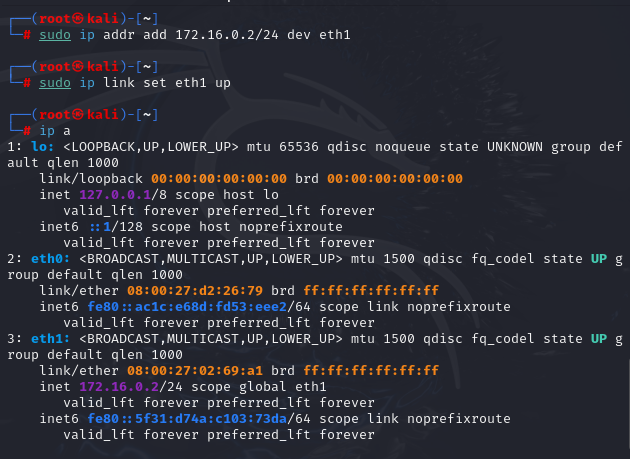 ┌──(root㉿kali)-[~]
└─# sudo ip addr add 172.16.0.2/24 dev eth1
┌──(root㉿kali)-[~]
└─# sudo ip link set eth1 up
┌──(root㉿kali)-[~]
└─# ip a
1: lo: <LOOPBACK,UP,LOWER_UP> mtu 65536 qdisc noqueue state UNKNOWN group def
ault qlen 1000
link/loopback 00:00:00:00:00:00 brd 00:00:00:00:00:00
inet 127.0.0.1/8 scope host lo
valid_lft forever preferred_lft forever
inet6 ::1/128 scope host noprefixroute
valid_lft forever preferred_lft forever
2: eth0: <BROADCAST,MULTICAST,UP,LOWER_UP> mtu 1500 qdisc fq_codel state UP g
roup default qlen 1000
link/ether 08:00:27:d2:26:79 brd ff:ff:ff:ff:ff:ff
inet6 fe80::ac1c:e68d:fd53:eee2/64 scope link noprefixroute
valid_lft forever preferred_lft forever
3: eth1: <BROADCAST,MULTICAST,UP,LOWER_UP> mtu 1500 qdisc fq_codel state UP g
roup default qlen 1000
link/ether 08:00:27:02:69:a1 brd ff:ff:ff:ff:ff:ff
inet 172.16.0.2/24 scope global eth1
valid_lft forever preferred_lft forever
inet6 fe80::5f31:d74a:c103:73da/64 scope link noprefixroute
valid_lft forever preferred_lft forever